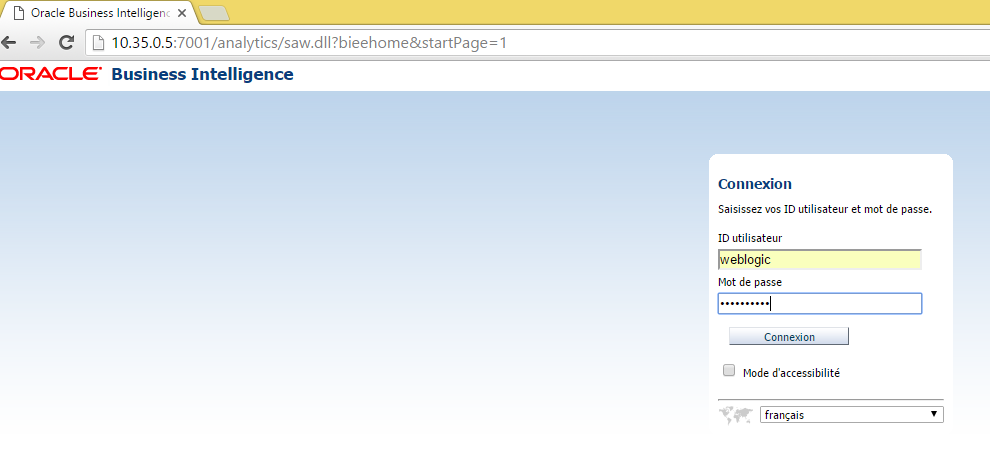 Oracle Business Intelligenc
10.35.0.5:7001/analytics/saw.dll?bieehome&startPage=1
ORACLE Business Intelligence
Connexion
Saisissez vos ID utilisateur et mot de passe.
ID utilisateur
weblogic
Mot de passe
••••••••••
Connexion
Mode d'accessibilité
français